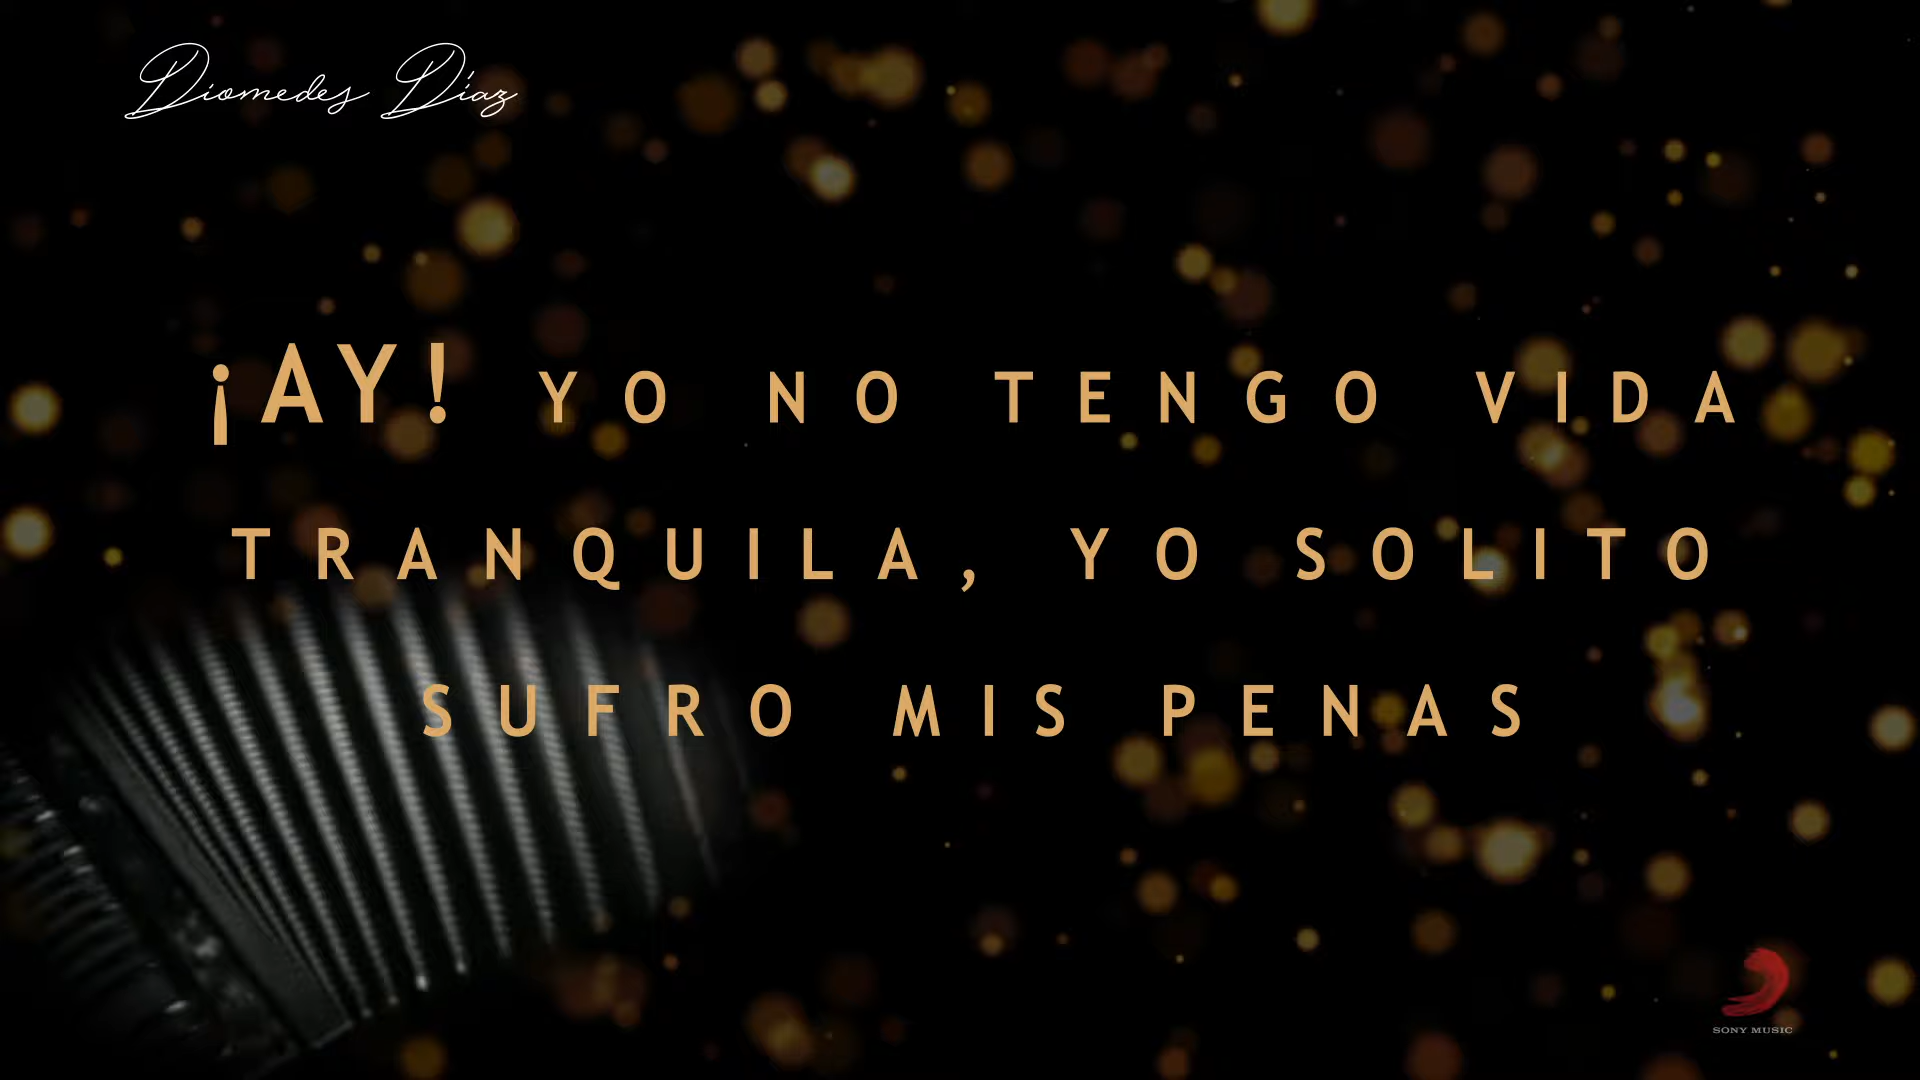 Diomedes Díaz
¡AY! YO NO TENGO VIDA
TRANQUILA, YO SOLITO
SUFRO MIS PENAS
SONY MUSIC